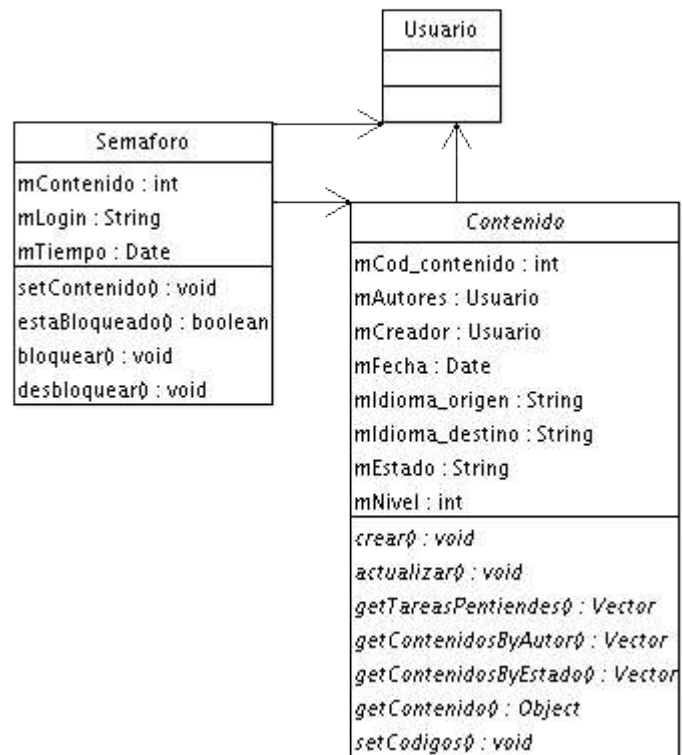 Usuario
Semaforo
mContenido : int
mLogin : String
mTiempo : Date
setContenido() : void
estaBloqueado() : boolean
bloquear() : void
desbloquear() : void
Contenido
mCod_contenido : int
mAutores : Usuario
mCreador : Usuario
mFecha : Date
mIdioma_origen : String
mIdioma_destino : String
mEstado : String
mNivel : int
crear() : void
actualizar() : void
getTareasPentiendes() : Vector
getContenidosByAutor() : Vector
getContenidosByEstado() : Vector
getContenido() : Object
setCodigos() : void